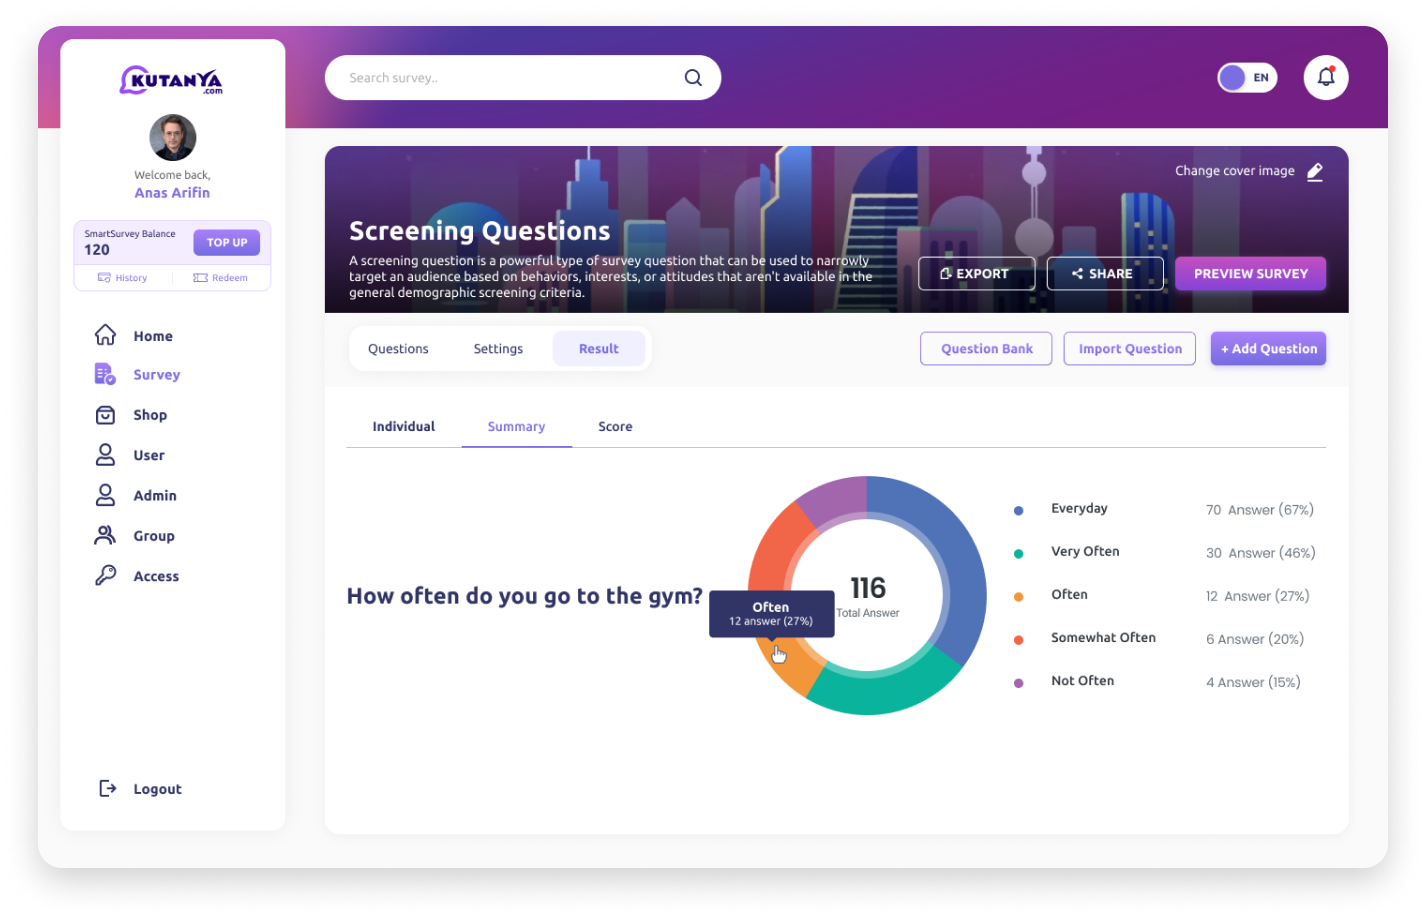 KUTANYA
.com
Welcome back,
Anas Arifin
SmartSurvey Balance
120
TOP UP
History
Redeem
Home
Survey
Shop
User
Admin
Group
Access
Logout
Search survey..
EN
Change cover image
Screening Questions
A screening question is a powerful type of survey question that can be used to narrowly
target an audience based on behaviors, interests, or attitudes that aren't available in the
general demographic screening criteria.
EXPORT
SHARE
PREVIEW SURVEY
Questions
Settings
Result
Question Bank
Import Question
+ Add Question
Individual
Summary
Score
How often do you go to the gym?
Often
12 answer (27%)
116
Total Answer
Everyday 70 Answer (67%)
Very Often 30 Answer (46%)
Often 12 Answer (27%)
Somewhat Often 6 Answer (20%)
Not Often 4 Answer (15%)